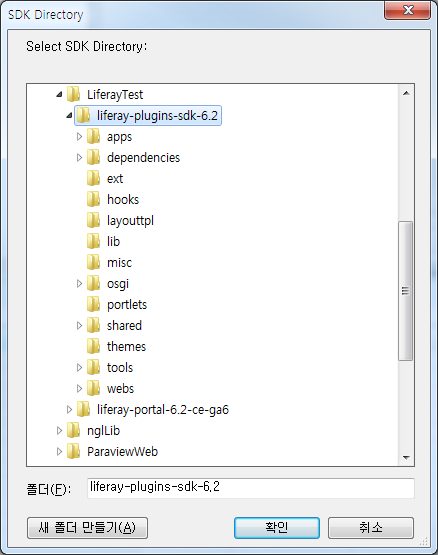 SDK Directory
Select SDK Directory:
LiferayTest
liferay-plugins-sdk-6.2
apps
dependencies
ext
hooks
layouttpl
lib
misc
osgi
portlets
shared
themes
tools
webs
liferay-portal-6.2-ce-ga6
nglLib
ParaviewWeb
폴더(F): liferay-plugins-sdk-6.2
새 폴더 만들기(A) 확인 취소